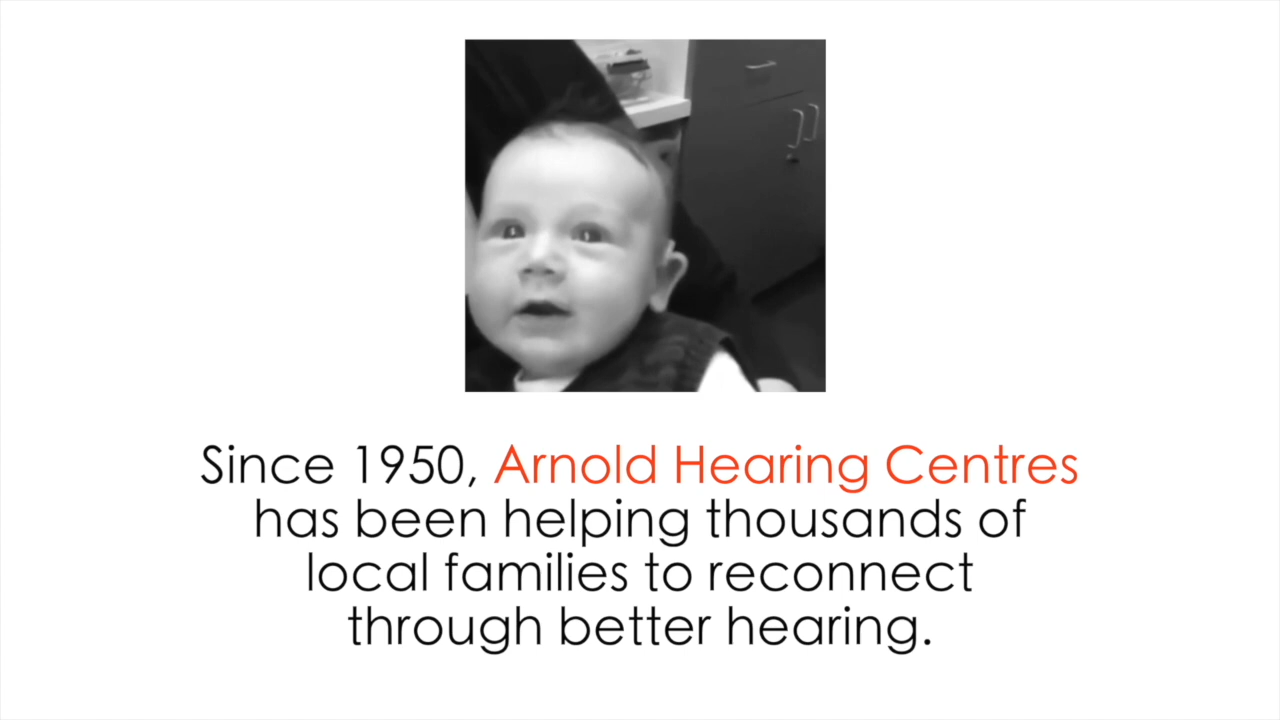 Since 1950, Arnold Hearing Centres
has been helping thousands of
local families to reconnect
through better hearing.